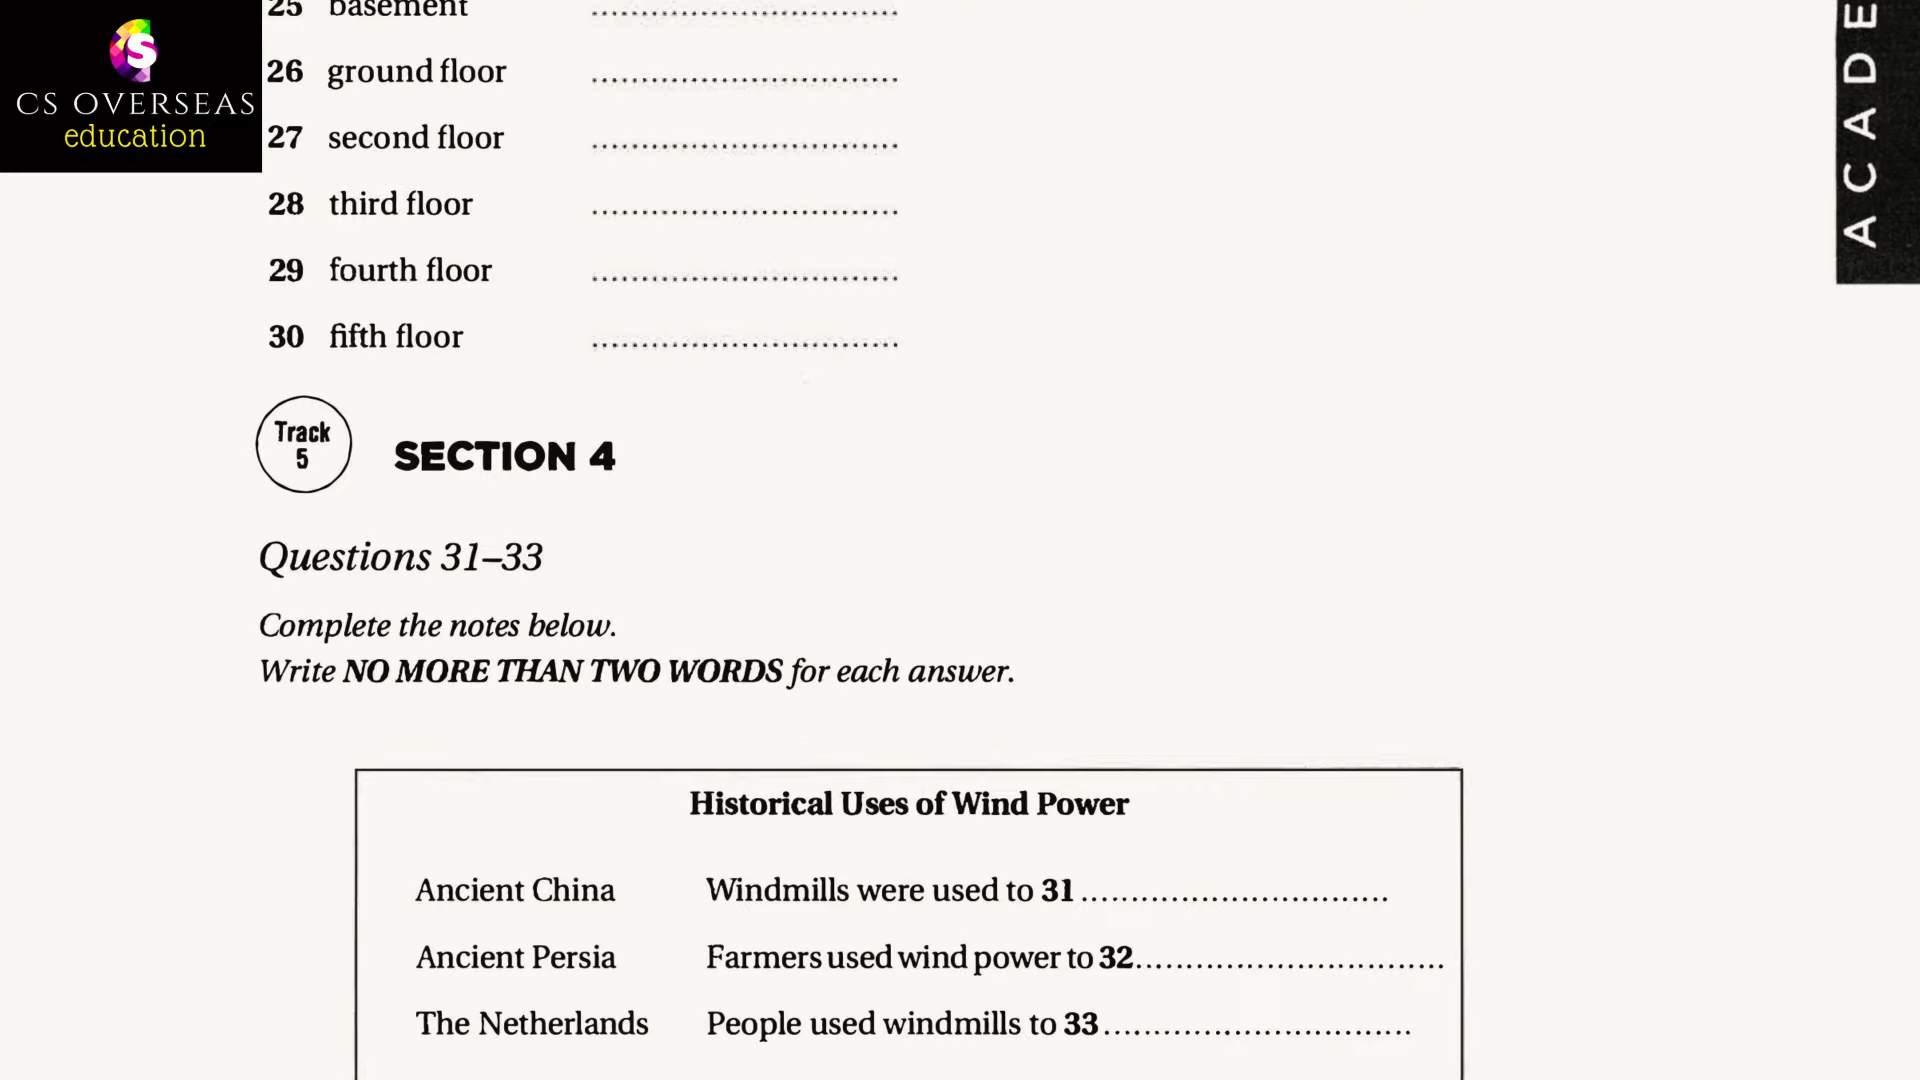 25 basement ..............................
CS OVERSEAS
education
26 ground floor ..............................
27 second floor ..............................
28 third floor ..............................
29 fourth floor ..............................
30 fifth floor ..............................
ACADE
Track
5
SECTION 4
Questions 31–33
Complete the notes below.
Write NO MORE THAN TWO WORDS for each answer.
Historical Uses of Wind Power
Ancient China Windmills were used to 31 ..............................
Ancient Persia Farmers used wind power to 32..............................
The Netherlands People used windmills to 33..............................